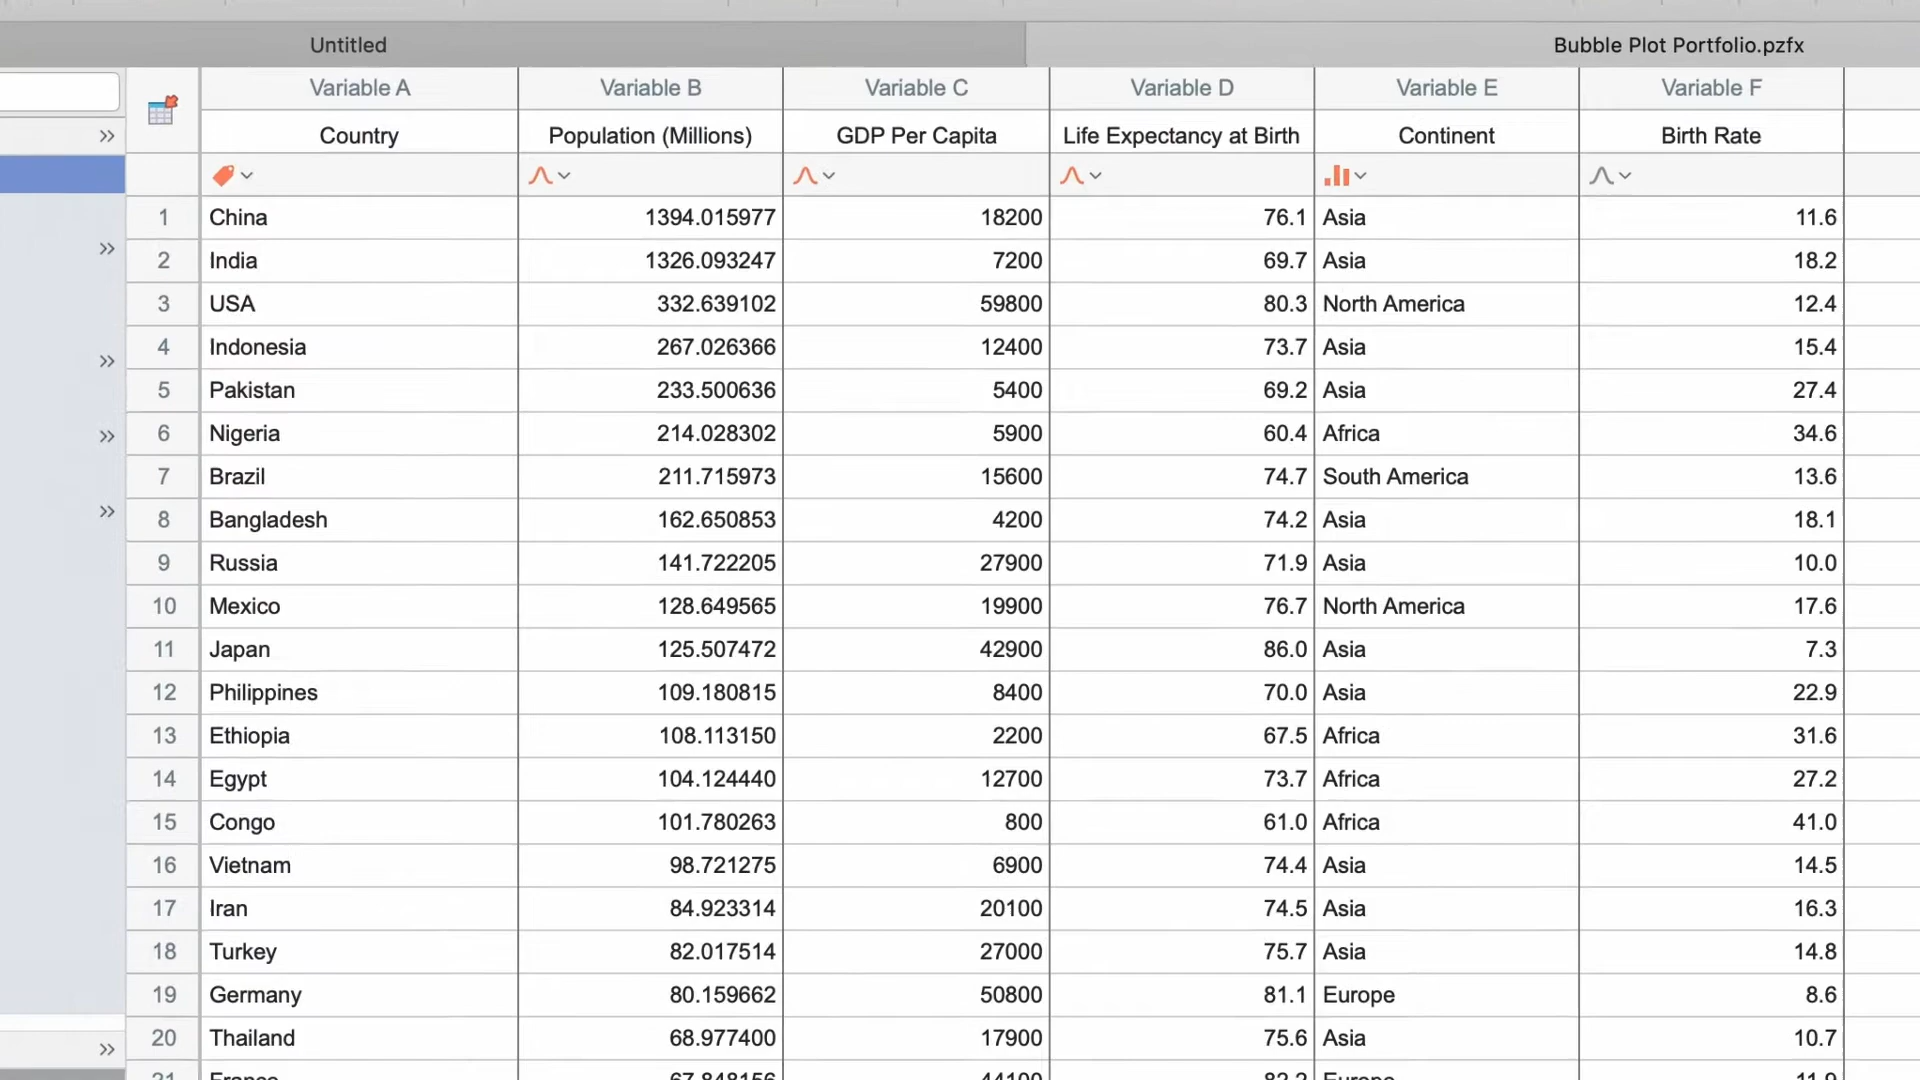 Untitled Bubble Plot Portfolio.pzfx
Variable A Variable B Variable C Variable D Variable E Variable F
Country Population (Millions) GDP Per Capita Life Expectancy at Birth Continent Birth Rate
1 China 1394.015977 18200 76.1 Asia 11.6
2 India 1326.093247 7200 69.7 Asia 18.2
3 USA 332.639102 59800 80.3 North America 12.4
4 Indonesia 267.026366 12400 73.7 Asia 15.4
5 Pakistan 233.500636 5400 69.2 Asia 27.4
6 Nigeria 214.028302 5900 60.4 Africa 34.6
7 Brazil 211.715973 15600 74.7 South America 13.6
8 Bangladesh 162.650853 4200 74.2 Asia 18.1
9 Russia 141.722205 27900 71.9 Asia 10.0
10 Mexico 128.649565 19900 76.7 North America 17.6
11 Japan 125.507472 42900 86.0 Asia 7.3
12 Philippines 109.180815 8400 70.0 Asia 22.9
13 Ethiopia 108.113150 2200 67.5 Africa 31.6
14 Egypt 104.124440 12700 73.7 Africa 27.2
15 Congo 101.780263 800 61.0 Africa 41.0
16 Vietnam 98.721275 6900 74.4 Asia 14.5
17 Iran 84.923314 20100 74.5 Asia 16.3
18 Turkey 82.017514 27000 75.7 Asia 14.8
19 Germany 80.159662 50800 81.1 Europe 8.6
20 Thailand 68.977400 17900 75.6 Asia 10.7
21 France 67.848156 44100 Europe 11.9